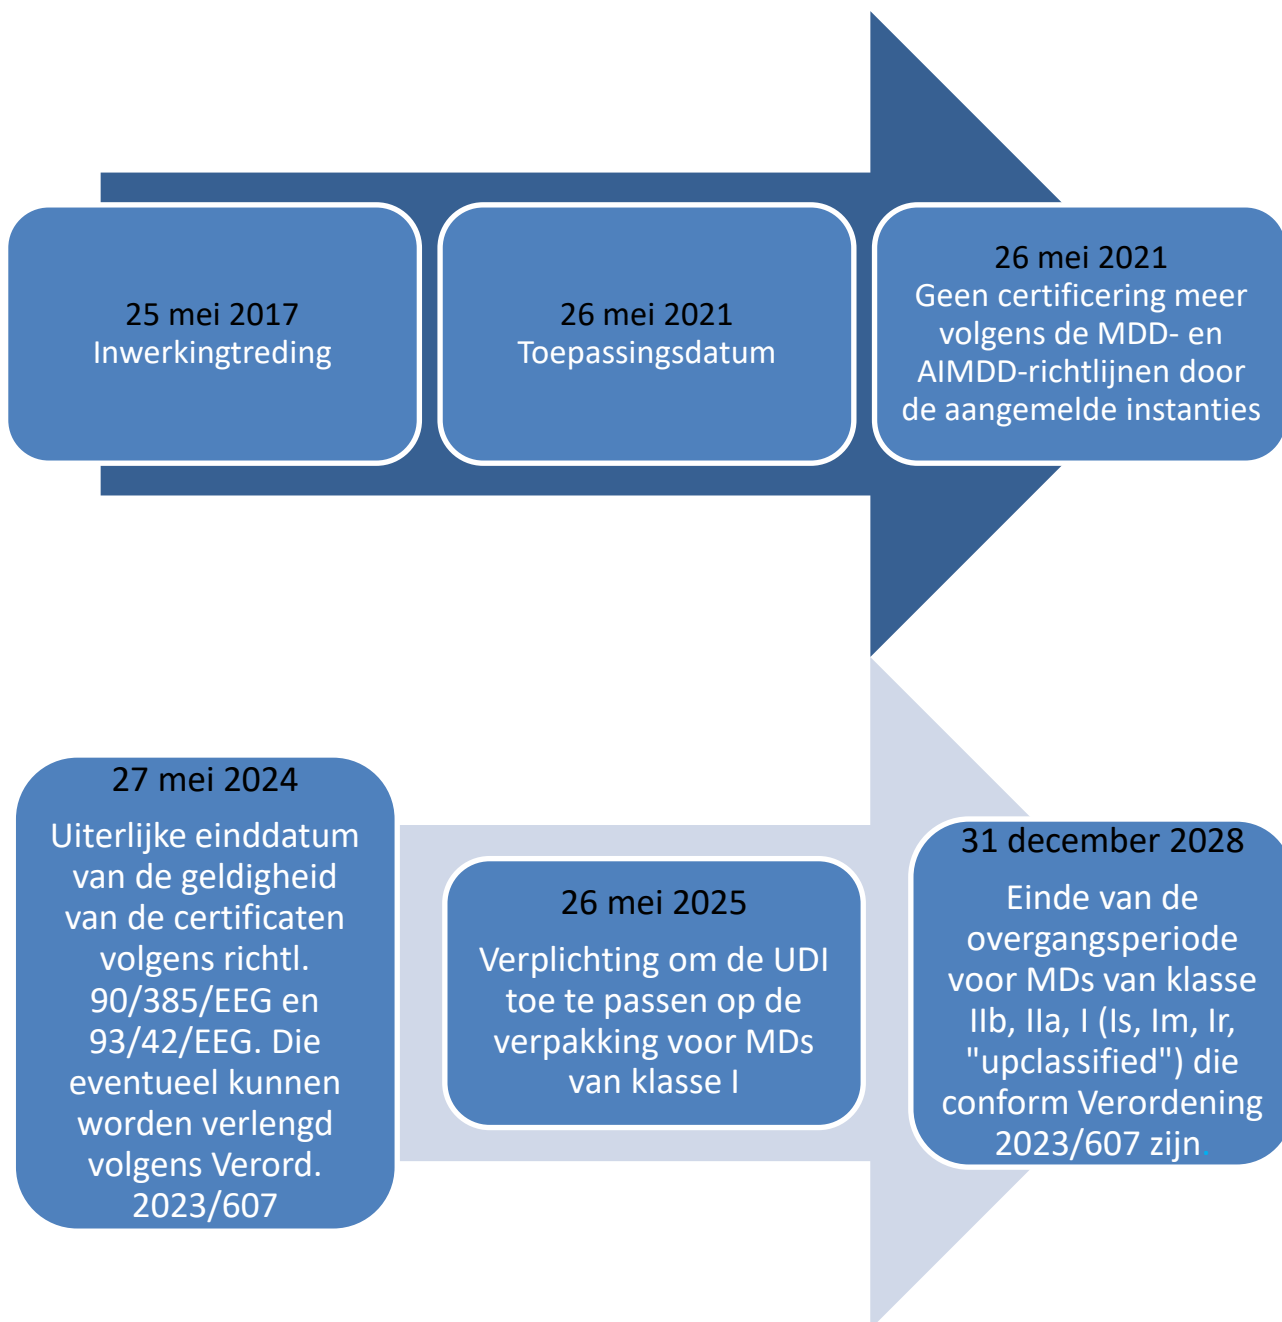 25 mei 2017
Inwerkingtreding
26 mei 2021
Toepassingsdatum
26 mei 2021
Geen certificering meer
volgens de MDD- en
AIMDD-richtlijnen door
de aangemelde instanties
27 mei 2024
Uiterlijke einddatum
van de geldigheid
van de certificaten
volgens richtl.
90/385/EEG en
93/42/EEG. Die
eventueel kunnen
worden verlengd
volgens Verord.
2023/607
26 mei 2025
Verplichting om de UDI
toe te passen op de
verpakking voor MDs
van klasse I
31 december 2028
Einde van de
overgangsperiode
voor MDs van klasse
IIb, IIa, I (Is, Im, Ir,
"upclassified") die
conform Verordening
2023/607 zijn.